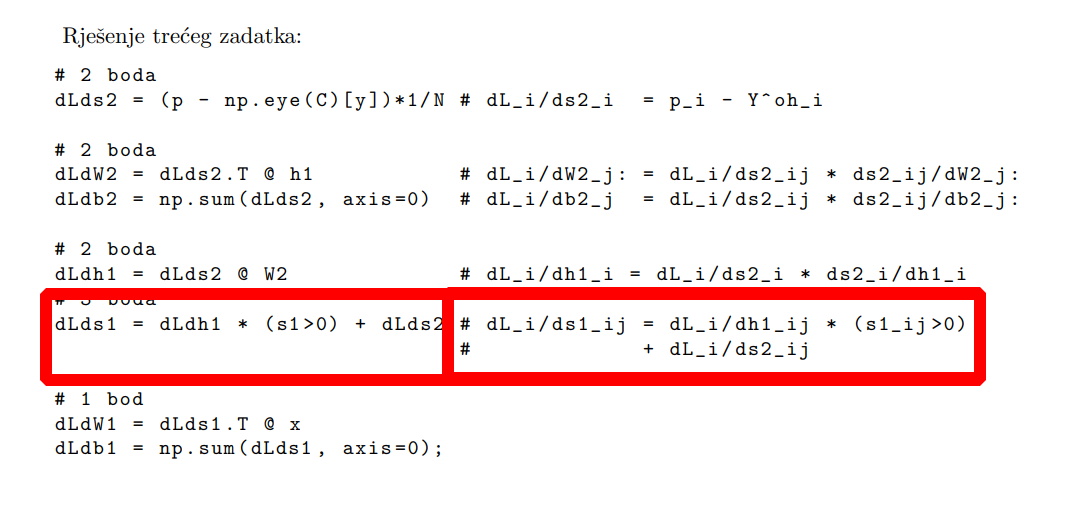 Rješenje trećeg zadatka:
# 2 boda
dLds2 = (p - np.eye(C)[y])*1/N # dL_i/ds2_i  = p_i - Y^oh_i
# 2 boda
dLdW2 = dLds2.T @ h1 # dL_i/dW2_j: = dL_i/ds2_ij * ds2_ij/dW2_j:
dLdb2 = np.sum(dLds2, axis=0) # dL_i/db2_j  = dL_i/ds2_ij * ds2_ij/db2_j:
# 2 boda
dLdh1 = dLds2 @ W2 # dL_i/dh1_i = dL_i/ds2_i * ds2_i/dh1_i
# boda
dLds1 = dLdh1 * (s1>0) + dLds2 # dL_i/ds1_ij = dL_i/dh1_ij * (s1_ij>0)
# + dL_i/ds2_ij
# 1 bod
dLdW1 = dLds1.T @ x
dLdb1 = np.sum(dLds1, axis=0);